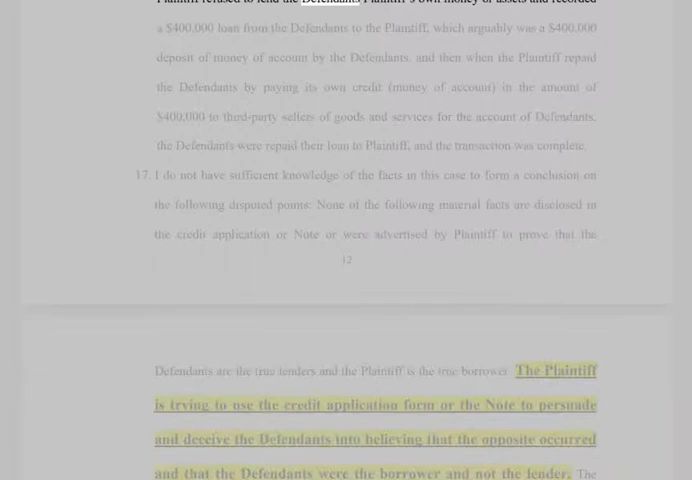 Plaintiff refused to lend the Defendants Plaintiff's own money or assets and recorded
a $400,000 loan from the Defendants to the Plaintiff, which arguably was a $400,000
deposit of money of account by the Defendants, and then when the Plaintiff repaid
the Defendants by paying its own credit (money of account) in the amount of
$400,000 to third-party sellers of goods and services for the account of Defendants,
the Defendants were repaid their loan to Plaintiff, and the transaction was complete.
17. I do not have sufficient knowledge of the facts in this case to form a conclusion on
the following disputed points: None of the following material facts are disclosed in
the credit application or Note or were advertised by Plaintiff to prove that the
12
Defendants are the true lenders and the Plaintiff is the true borrower. The Plaintiff
is trying to use the credit application form or the Note to persuade
and deceive the Defendants into believing that the opposite occurred
and that the Defendants were the borrower and not the lender. The